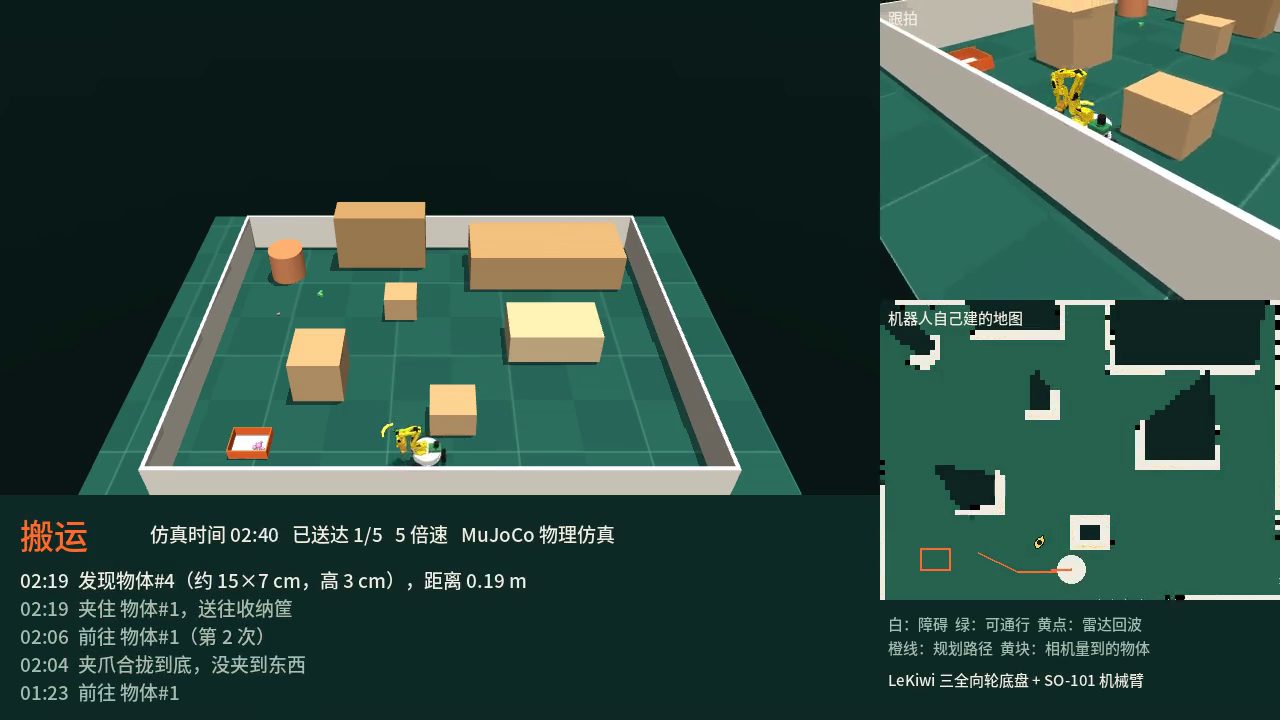 跟拍
机器人自己建的地图
搬运
仿真时间 02:40 已送达 1/5 5 倍速 MuJoCo 物理仿真
02:19 发现物体#4（约 15×7 cm，高 3 cm），距离 0.19 m
02:19 夹住 物体#1，送往收纳筐
02:06 前往 物体#1（第 2 次）
02:04 夹爪合拢到底，没夹到东西
01:23 前往 物体#1
白：障碍 绿：可通行 黄点：雷达回波
橙线：规划路径 黄块：相机量到的物体
LeKiwi 三全向轮底盘 + SO-101 机械臂